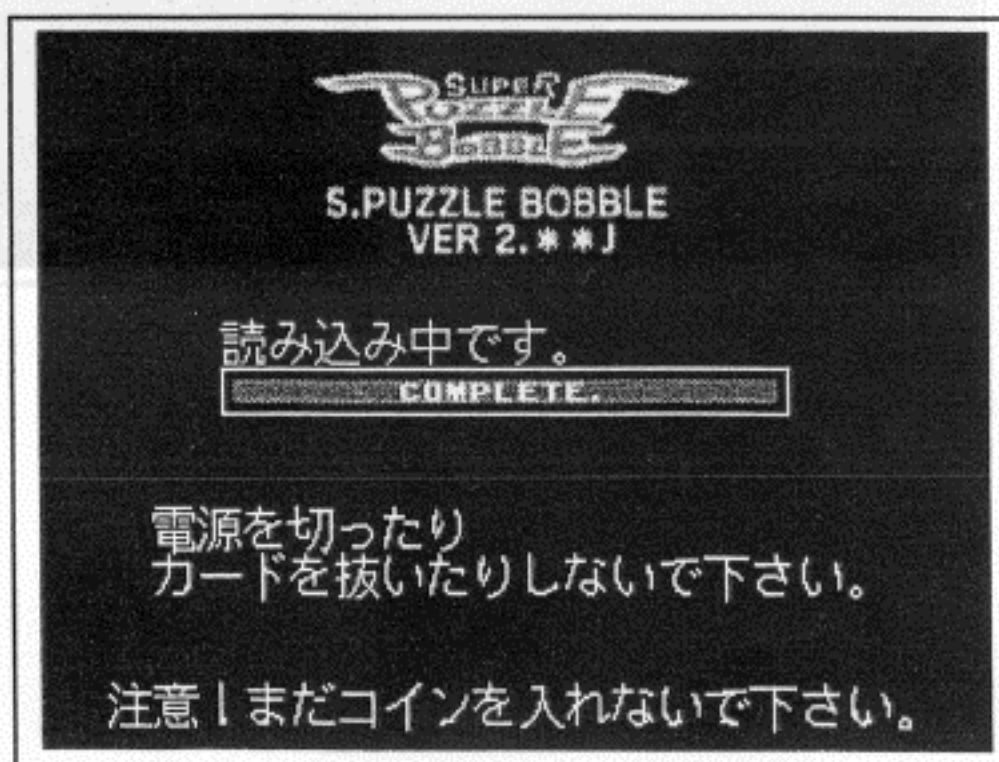 SUPER
PUZZLE
BOBBLE
S.PUZZLE BOBBLE
VER 2.**J
読み込み中です。
COMPLETE.
電源を切ったり
カードを抜いたりしないで下さい。
注意!まだコインを入れないで下さい。